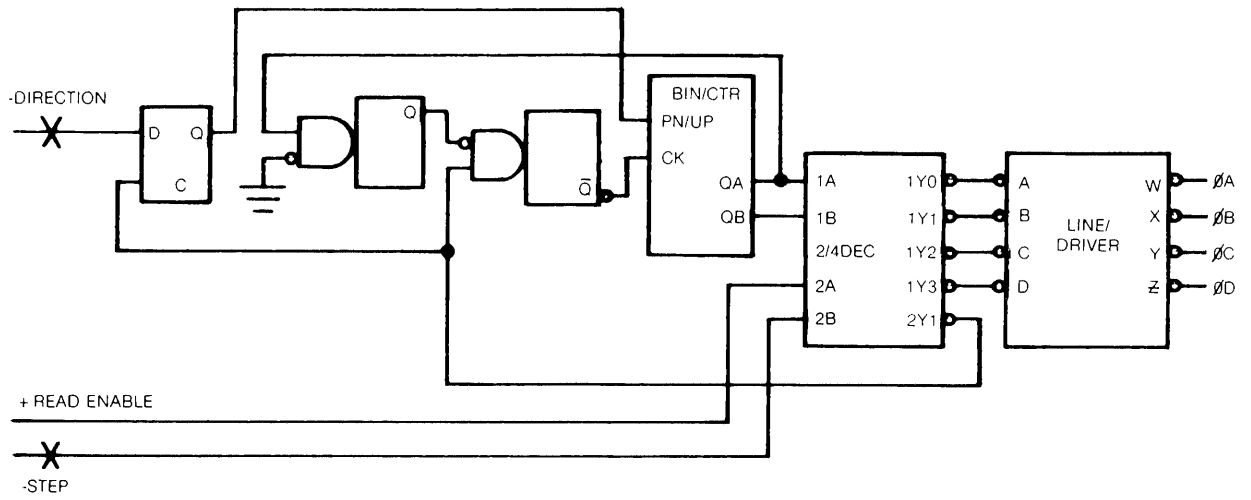 -DIRECTION
D Q
C
Q
Q̅
BIN/CTR
PN/UP
CK
QA
QB
1A 1Y0
1B 1Y1
2/4DEC 1Y2
2A 1Y3
2B 2Y1
A W
B X
C Y
D Z
LINE/
DRIVER
ØA
ØB
ØC
ØD
+ READ ENABLE
-STEP